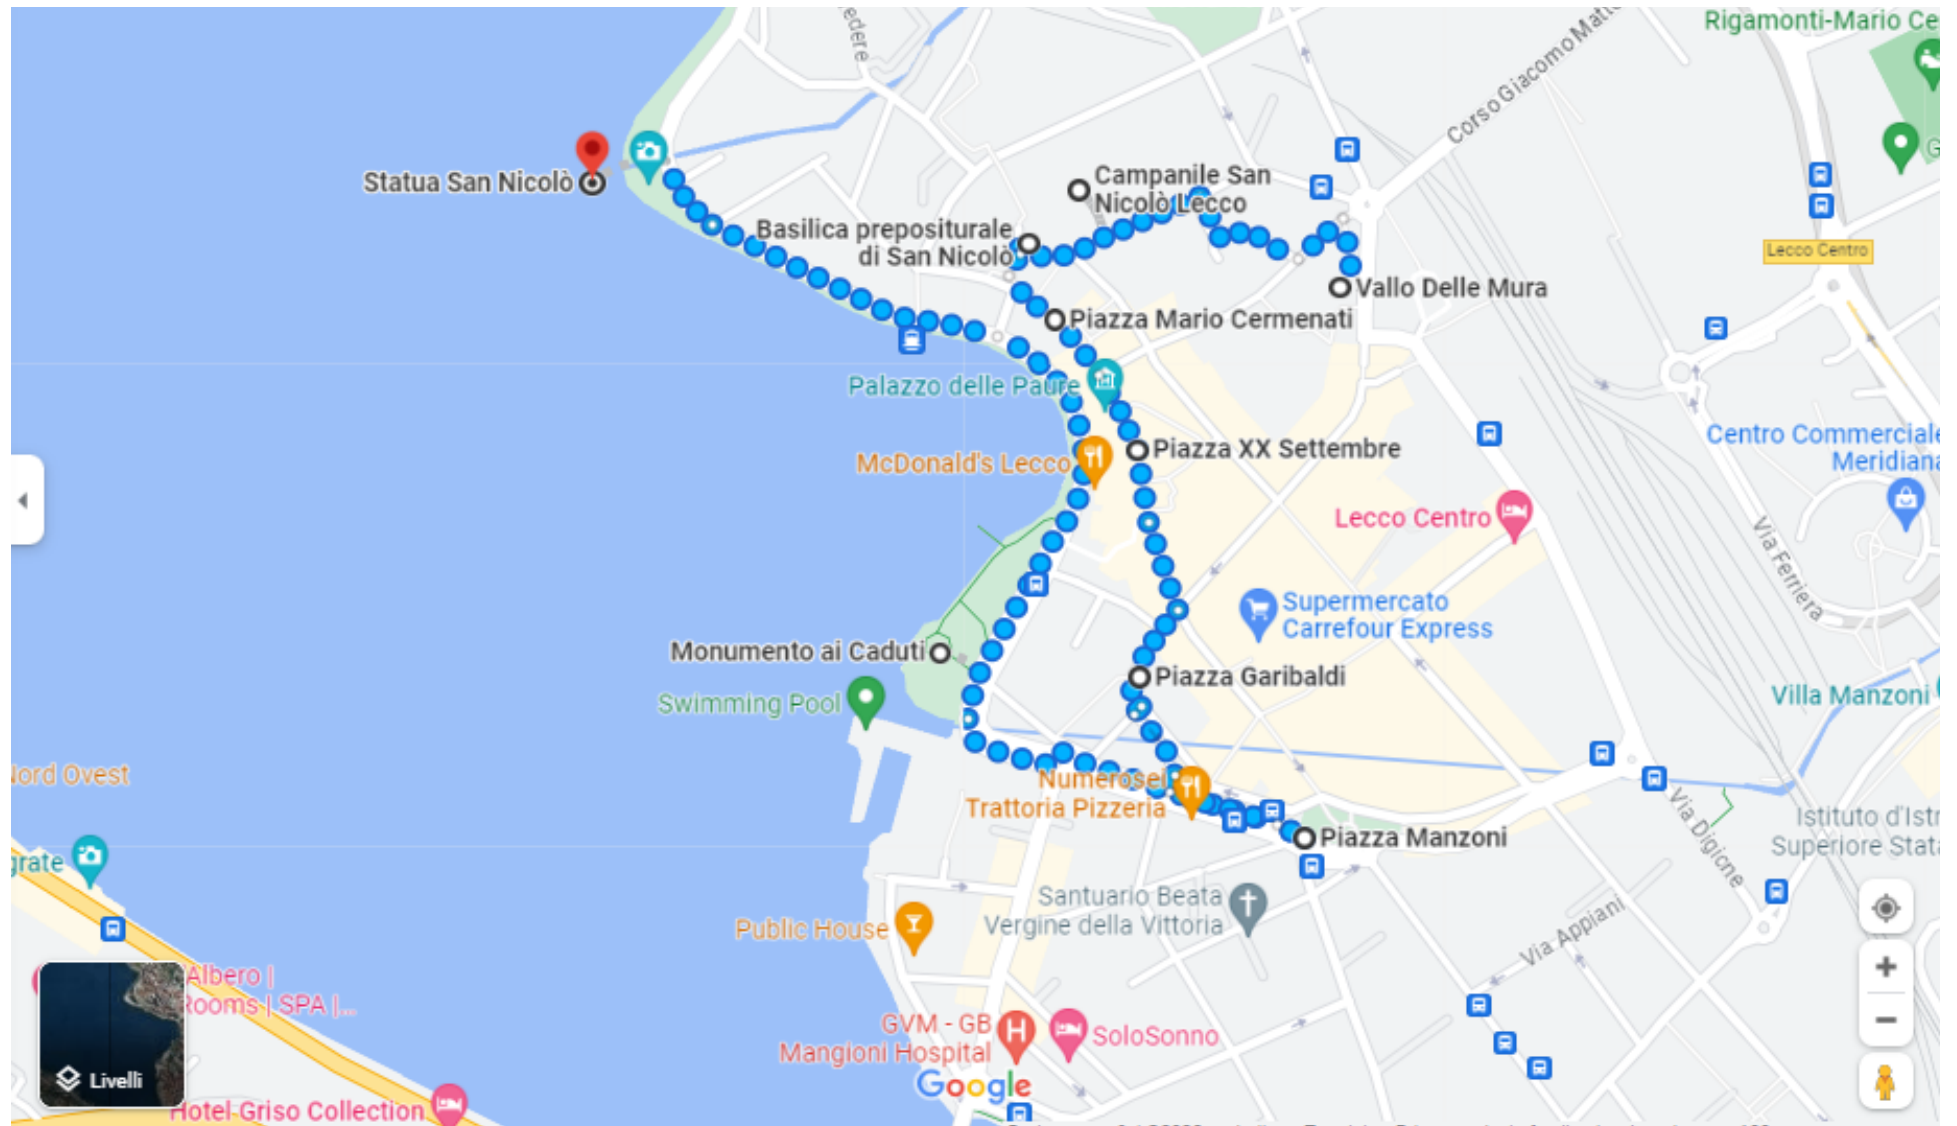 edere
Corso Giacomo Matte
Rigamonti-Mario Ce
G
Statua San Nicolò
Campanile San
Nicolò Lecco
Basilica prepositurale
di San Nicolò
Lecco Centro
Vallo Delle Mura
Piazza Mario Cermenati
Palazzo delle Paure
Piazza XX Settembre
McDonald's Lecco
Centro Commerciale
Meridiana
Lecco Centro
Via Ferriera
Supermercato
Carrefour Express
Monumento ai Caduti
Piazza Garibaldi
Swimming Pool
Villa Manzoni
Nord Ovest
Numerosei
Trattoria Pizzeria
Piazza Manzoni
Via Digione
Istituto d'Istr
Superiore Stata
grate
Santuario Beata
Vergine della Vittoria
Public House
Via Appiani
Albero |
Rooms | SPA |...
GVM - GB
Mangioni Hospital
H
SoloSonno
Livelli
Google
Hotel Griso Collection